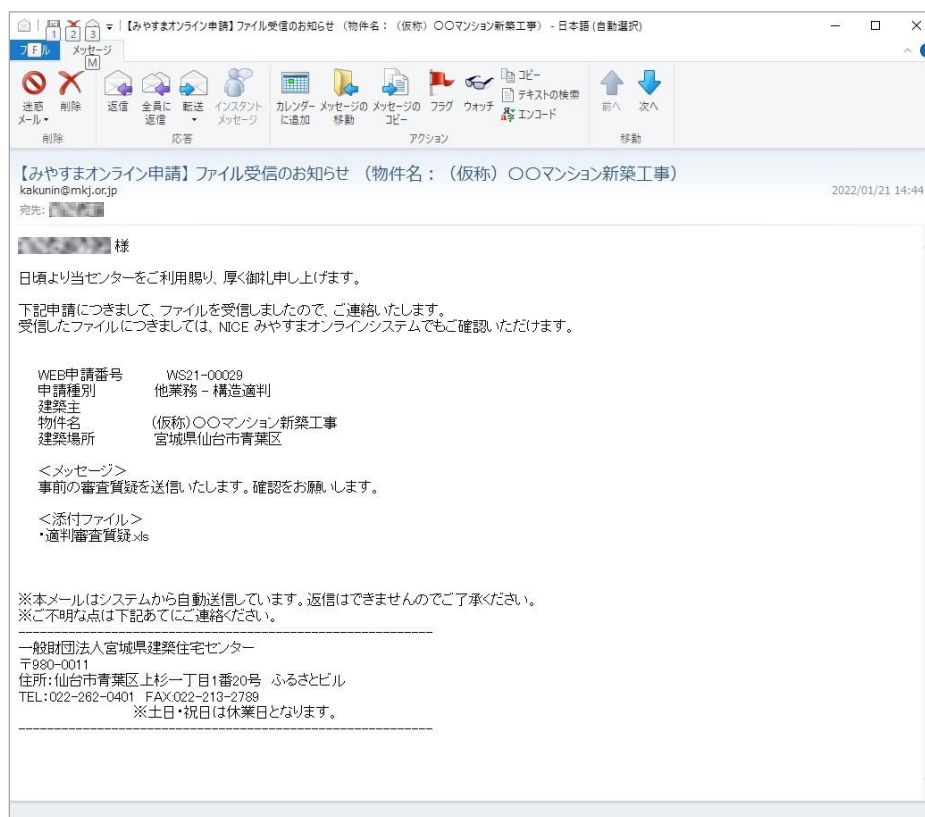 【みやすまオンライン申請】ファイル受信のお知らせ （物件名：（仮称）〇〇マンション新築工事） - 日本語 (自動選択)
1 2 3
フ F ル メッセージ
M
迷惑メール 削除 返信 全員に返信 転送 インスタントメッセージ カレンダーに追加 メッセージの移動 メッセージのコピー フラグ ウォッチ コピー テキストの検索 エンコード 前へ 次へ
削除 応答 アクション 移動
【みやすまオンライン申請】ファイル受信のお知らせ （物件名：（仮称）〇〇マンション新築工事）
kakunin@mkj.or.jp
2022/01/21 14:44
宛先:
様
日頃より当センターをご利用賜り、厚く御礼申し上げます。
下記申請につきまして、ファイルを受信しましたので、ご連絡いたします。
受信したファイルにつきましては、NICE みやすまオンラインシステムでもご確認いただけます。
WEB申請番号 WS21-00029
申請種別 他業務 - 構造適判
建築主
物件名 (仮称)〇〇マンション新築工事
建築場所 宮城県仙台市青葉区
＜メッセージ＞
事前の審査質疑を送信いたします。確認をお願いします。
＜添付ファイル＞
・適判審査質疑.xls
※本メールはシステムから自動送信しています。返信はできませんのでご了承ください。
※ご不明な点は下記あてにご連絡ください。
------------------------------------------------------------
一般財団法人宮城県建築住宅センター
〒980-0011
住所:仙台市青葉区上杉一丁目1番20号 ふるさとビル
TEL:022-262-0401 FAX:022-213-2789
※土日・祝日は休業日となります。
------------------------------------------------------------